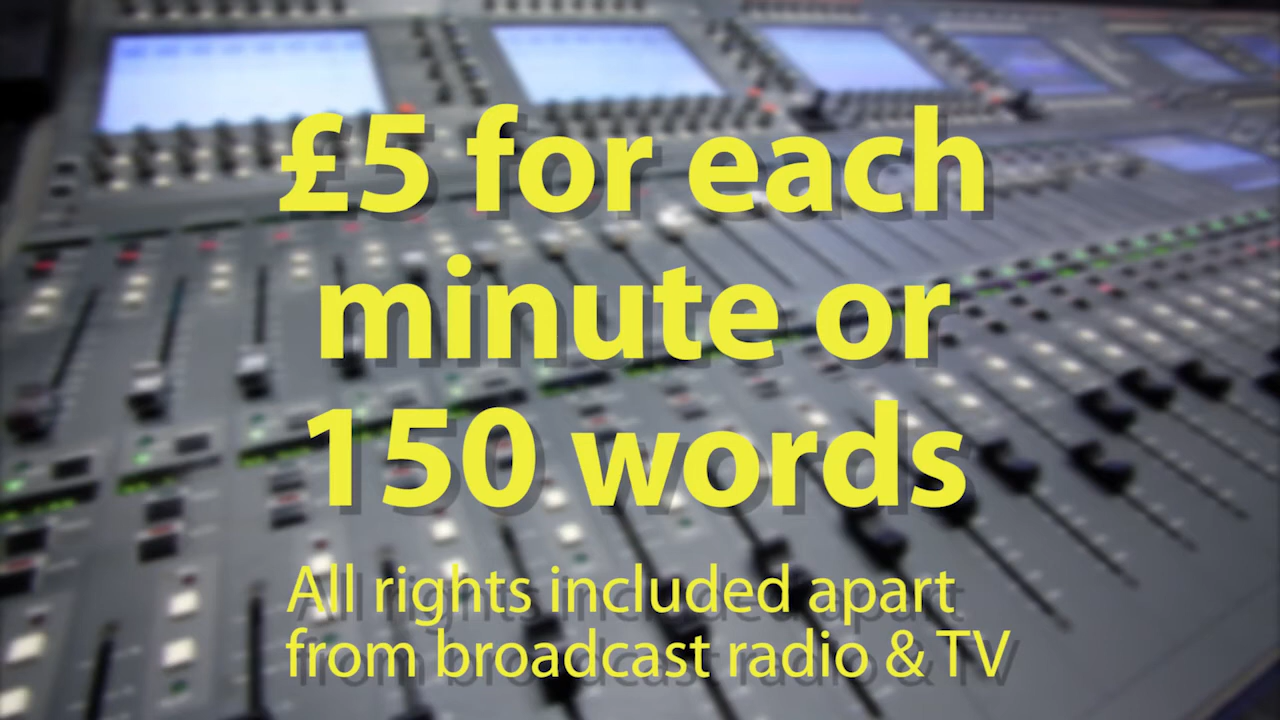 £5 for each
minute or
150 words
All rights included apart
from broadcast radio & TV